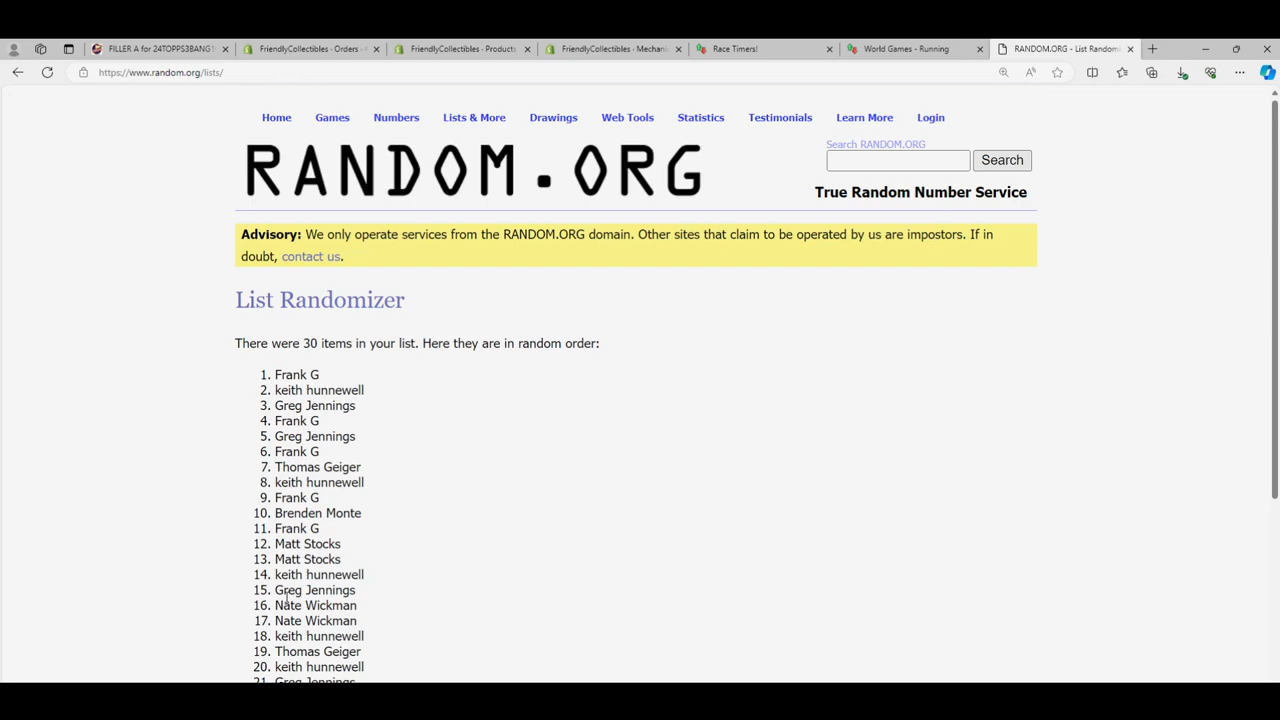 FILLER A for 24TOPPS3BANG1
FriendlyCollectibles - Orders
FriendlyCollectibles - Products
FriendlyCollectibles - Mechani
Race Timers!
World Games - Running
RANDOM.ORG - List Randomi
https://www.random.org/lists/
Home Games Numbers Lists & More Drawings Web Tools Statistics Testimonials Learn More Login
RANDOM.ORG
Search RANDOM.ORG
Search
True Random Number Service
Advisory: We only operate services from the RANDOM.ORG domain. Other sites that claim to be operated by us are impostors. If in
doubt, contact us.
List Randomizer
There were 30 items in your list. Here they are in random order:
1. Frank G
2. keith hunnewell
3. Greg Jennings
4. Frank G
5. Greg Jennings
6. Frank G
7. Thomas Geiger
8. keith hunnewell
9. Frank G
10. Brenden Monte
11. Frank G
12. Matt Stocks
13. Matt Stocks
14. keith hunnewell
15. Greg Jennings
16. Nate Wickman
17. Nate Wickman
18. keith hunnewell
19. Thomas Geiger
20. keith hunnewell
21. Greg Jennings